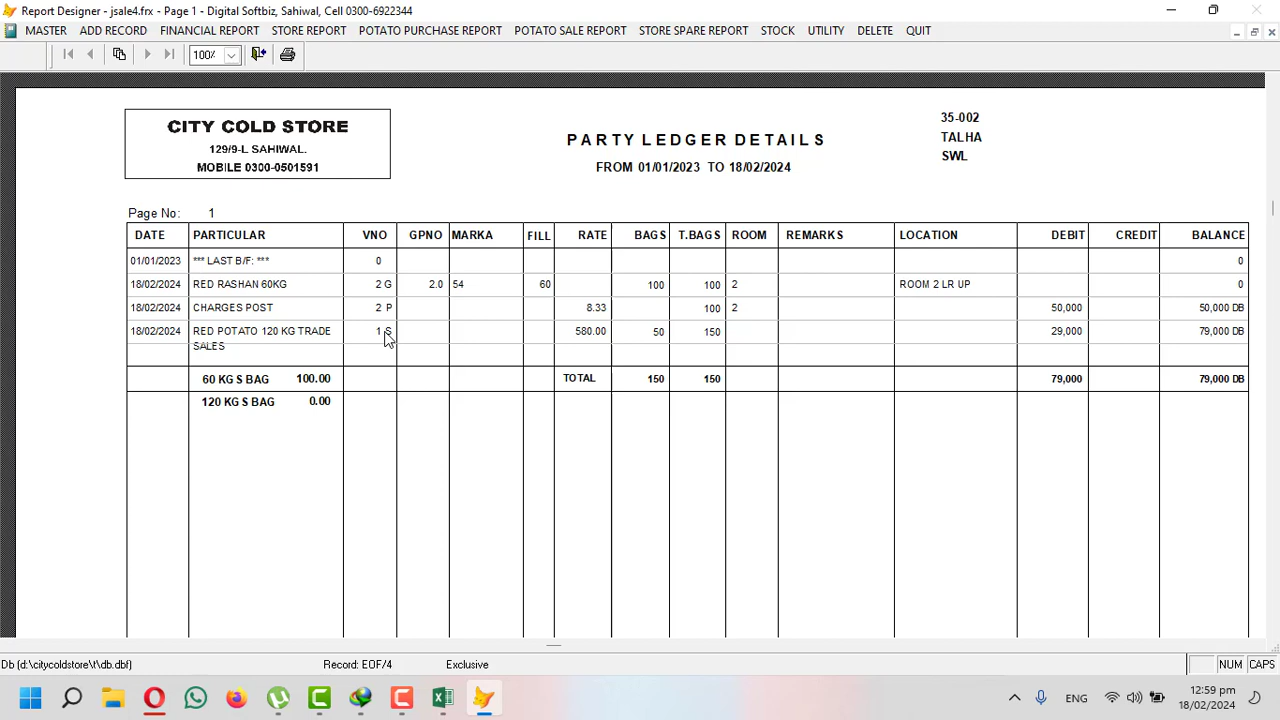 Report Designer - jsale4.frx - Page 1 - Digital Softbiz, Sahiwal, Cell 0300-6922344
MASTER ADD RECORD FINANCIAL REPORT STORE REPORT POTATO PURCHASE REPORT POTATO SALE REPORT STORE SPARE REPORT STOCK UTILITY DELETE QUIT
100%
CITY COLD STORE
129/9-L SAHIWAL.
MOBILE 0300-0501591
PARTY LEDGER DETAILS
FROM 01/01/2023 TO 18/02/2024
35-002
TALHA
SWL
Page No: 1
DATE PARTICULAR VNO GPNO MARKA FILL RATE BAGS T.BAGS ROOM REMARKS LOCATION DEBIT CREDIT BALANCE
01/01/2023 *** LAST B/F; *** 0 0
18/02/2024 RED RASHAN 60KG 2 G 2.0 54 60 100 100 2 ROOM 2 LR UP 0
18/02/2024 CHARGES POST 2 P 8.33 100 2 50,000 50,000 DB
18/02/2024 RED POTATO 120 KG TRADE 1 S 580.00 50 150 29,000 79,000 DB
SALES
60 KG S BAG 100.00 TOTAL 150 150 79,000 79,000 DB
120 KG S BAG 0.00
Db (d:\citycoldstore\t\db.dbf) Record: EOF/4 Exclusive NUM CAPS
ENG 12:59 pm
18/02/2024